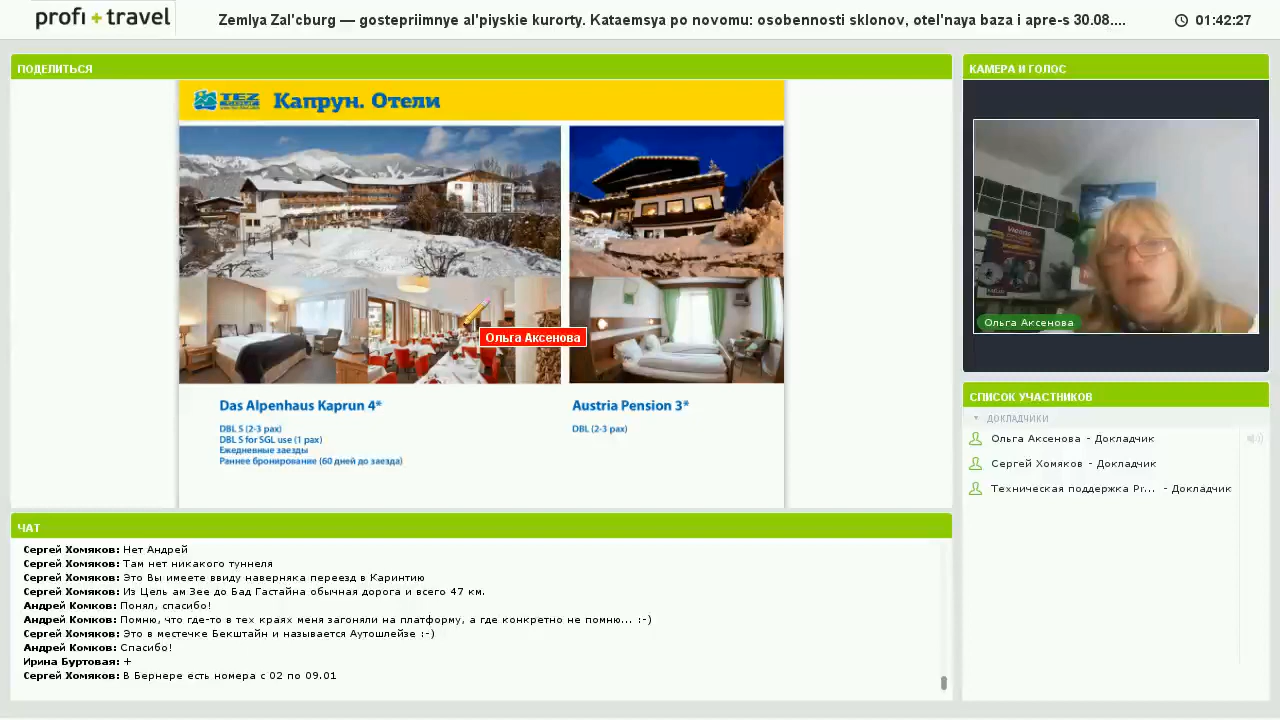 profi + travel
Zemlya Zal'cburg — gostepriimnye al'piyskie kurorty. Kataemsya po novomu: osobennosti sklonov, otel'naya baza i apre-s 30.08....
01:42:27
ПОДЕЛИТЬСЯ
TEZ TOUR
Капрун. Отели
Ольга Аксенова
Das Alpenhaus Kaprun 4*
DBL S (2-3 pax)
DBL S for SGL use (1 pax)
Ежедневные заезды
Раннее бронирование (60 дней до заезда)
Austria Pension 3*
DBL (2-3 pax)
КАМЕРА И ГОЛОС
Ольга Аксенова
СПИСОК УЧАСТНИКОВ
ДОКЛАДЧИКИ
Ольга Аксенова - Докладчик
Сергей Хомяков - Докладчик
Техническая поддержка Pr... - Докладчик
ЧАТ
Сергей Хомяков: Нет Андрей
Сергей Хомяков: Там нет никакого туннеля
Сергей Хомяков: Это Вы имеете ввиду наверняка переезд в Каринтию
Сергей Хомяков: Из Цель ам Зее до Бад Гастайна обычная дорога и всего 47 км.
Андрей Комков: Понял, спасибо!
Андрей Комков: Помню, что где-то в тех краях меня загоняли на платформу, а где конкретно не помню... :-)
Сергей Хомяков: Это в местечке Бекштайн и называется Аутошлейзе :-)
Андрей Комков: Спасибо!
Ирина Буртовая: +
Сергей Хомяков: В Бернере есть номера с 02 по 09.01